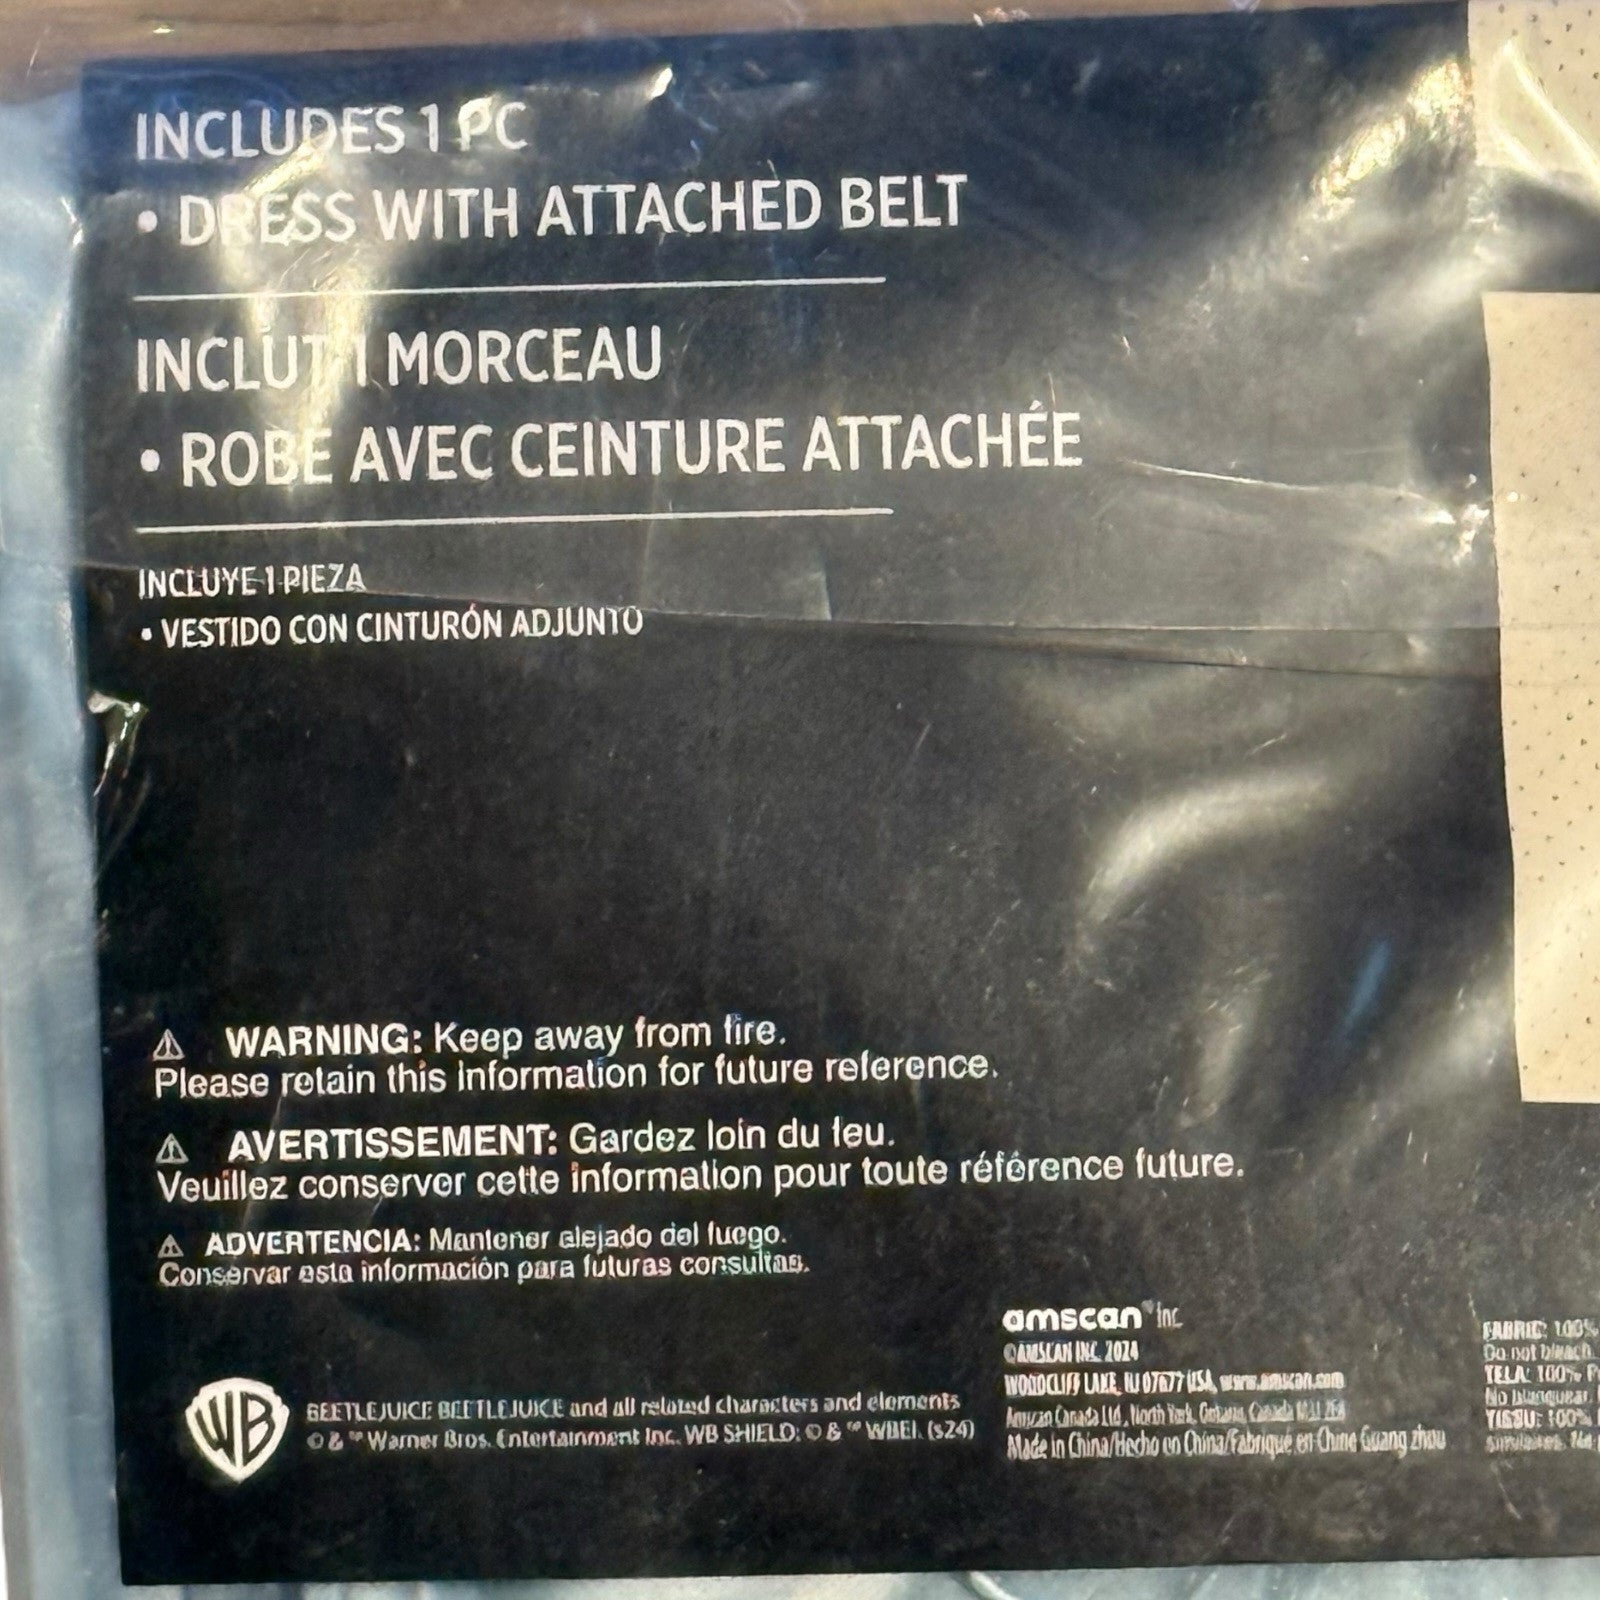 INCLUDES 1 PC
• DRESS WITH ATTACHED BELT
INCLUT 1 MORCEAU
• ROBE AVEC CEINTURE ATTACHÉE
INCLUYE 1 PIEZA
• VESTIDO CON CINTURÓN ADJUNTO
⚠ WARNING: Keep away from fire.
Please retain this information for future reference.
⚠ AVERTISSEMENT: Gardez loin du feu.
Veuillez conserver cette information pour toute référence future.
⚠ ADVERTENCIA: Mantener alejado del fuego.
Conservar esta información para futuras consultas.
amscan™ Inc
©AMSCAN INC. 2024
WOODCLIFF LAKE, NJ 07677 USA, www.amscan.com
Amscan Canada Ltd., North York, Ontario, Canada
Made in China/Hecho en China/Fabriqué en Chine Guang zhou
WB
BEETLEJUICE BEETLEJUICE and all related characters and elements
© & ™ Warner Bros. Entertainment Inc. WB SHIELD: © & ™ WBEI. (s24)
FABRIC: 100%
Do not bleach.
TELA: 100%
No blanquear.
TISSU: 100%